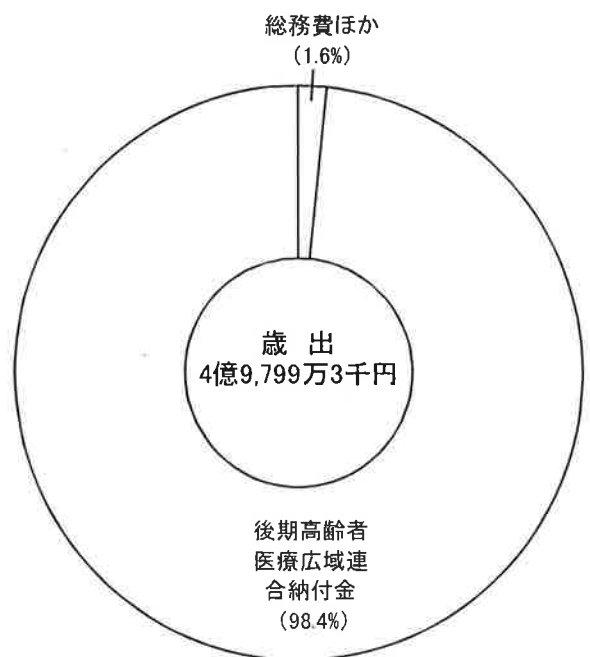 総務費ほか
(1.6%)
歳 出
4億9,799万3千円
後期高齢者
医療広域連
合納付金
(98.4%)